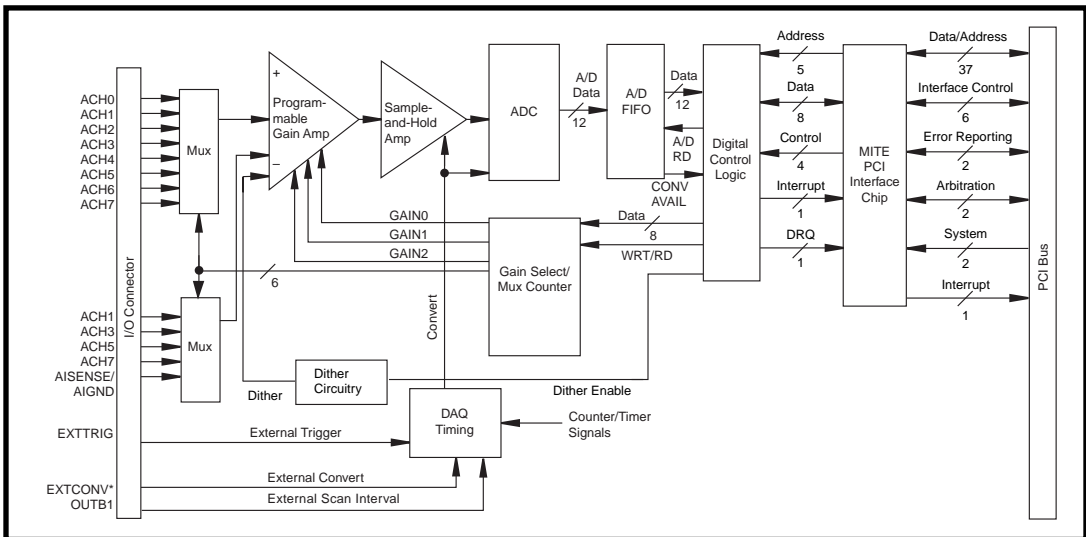 I/O Connector
ACH0
ACH1
ACH2
ACH3
ACH4
ACH5
ACH6
ACH7
Mux
+
Program-
mable
Gain Amp
–
Sample-
and-Hold
Amp
ADC
A/D
Data
12
A/D
FIFO
Data
12
A/D
RD
CONV
AVAIL
Digital
Control
Logic
Address
5
Data
8
Control
4
Interrupt
1
DRQ
1
MITE
PCI
Interface
Chip
Data/Address
37
Interface Control
6
Error Reporting
2
Arbitration
2
System
2
Interrupt
1
PCI Bus
GAIN0
GAIN1
GAIN2
6
Gain Select/
Mux Counter
Data
8
WRT/RD
ACH1
ACH3
ACH5
ACH7
AISENSE/
AIGND
Mux
Convert
Dither
Dither
Circuitry
Dither Enable
DAQ
Timing
Counter/Timer
Signals
EXTTRIG
External Trigger
EXTCONV*
External Convert
OUTB1
External Scan Interval